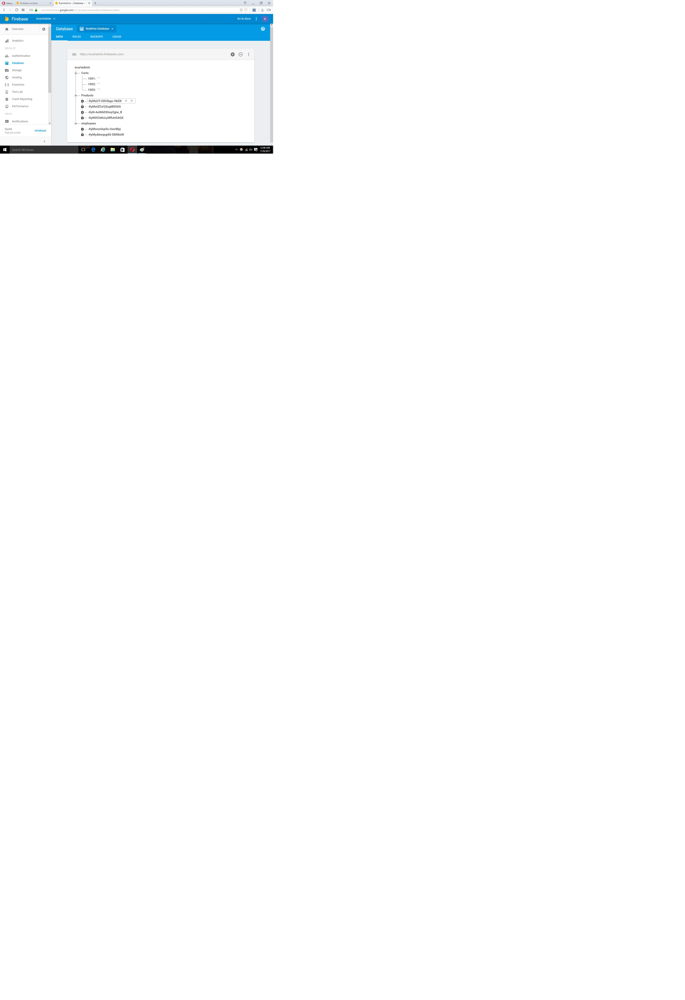 Menu
Firebase console
EcartAdmin – Database –
VPN
console.firebase.google.com/u/1/project/ecartadmin/database/data/
Firebase
EcartAdmin
Go to docs
e
Overview
Database
Realtime Database
?
DATA
RULES
BACKUPS
USAGE
Analytics
DEVELOP
Authentication
Database
Storage
Hosting
Functions
Test Lab
Crash Reporting
Performance
GROW
Notifications
Spark
Free $0/month
UPGRADE
https://ecartadmin.firebaseio.com/
ecartadmin
Carts
1001: " "
1002: " "
1003: " "
Products
-KyMzUT-tSXUbga-HbDX
-KyMztZOzYjSzgtB0S6G
-KyN-6eWADXhnyZgiw_B
-KyN053eKxLyWRxhGAQX
employees
-KyMxcznlspSx-UwxWpj
-KyMyAbwqzg4G-EMSkAR
Search Windows
12:46 AM
11/8/2017